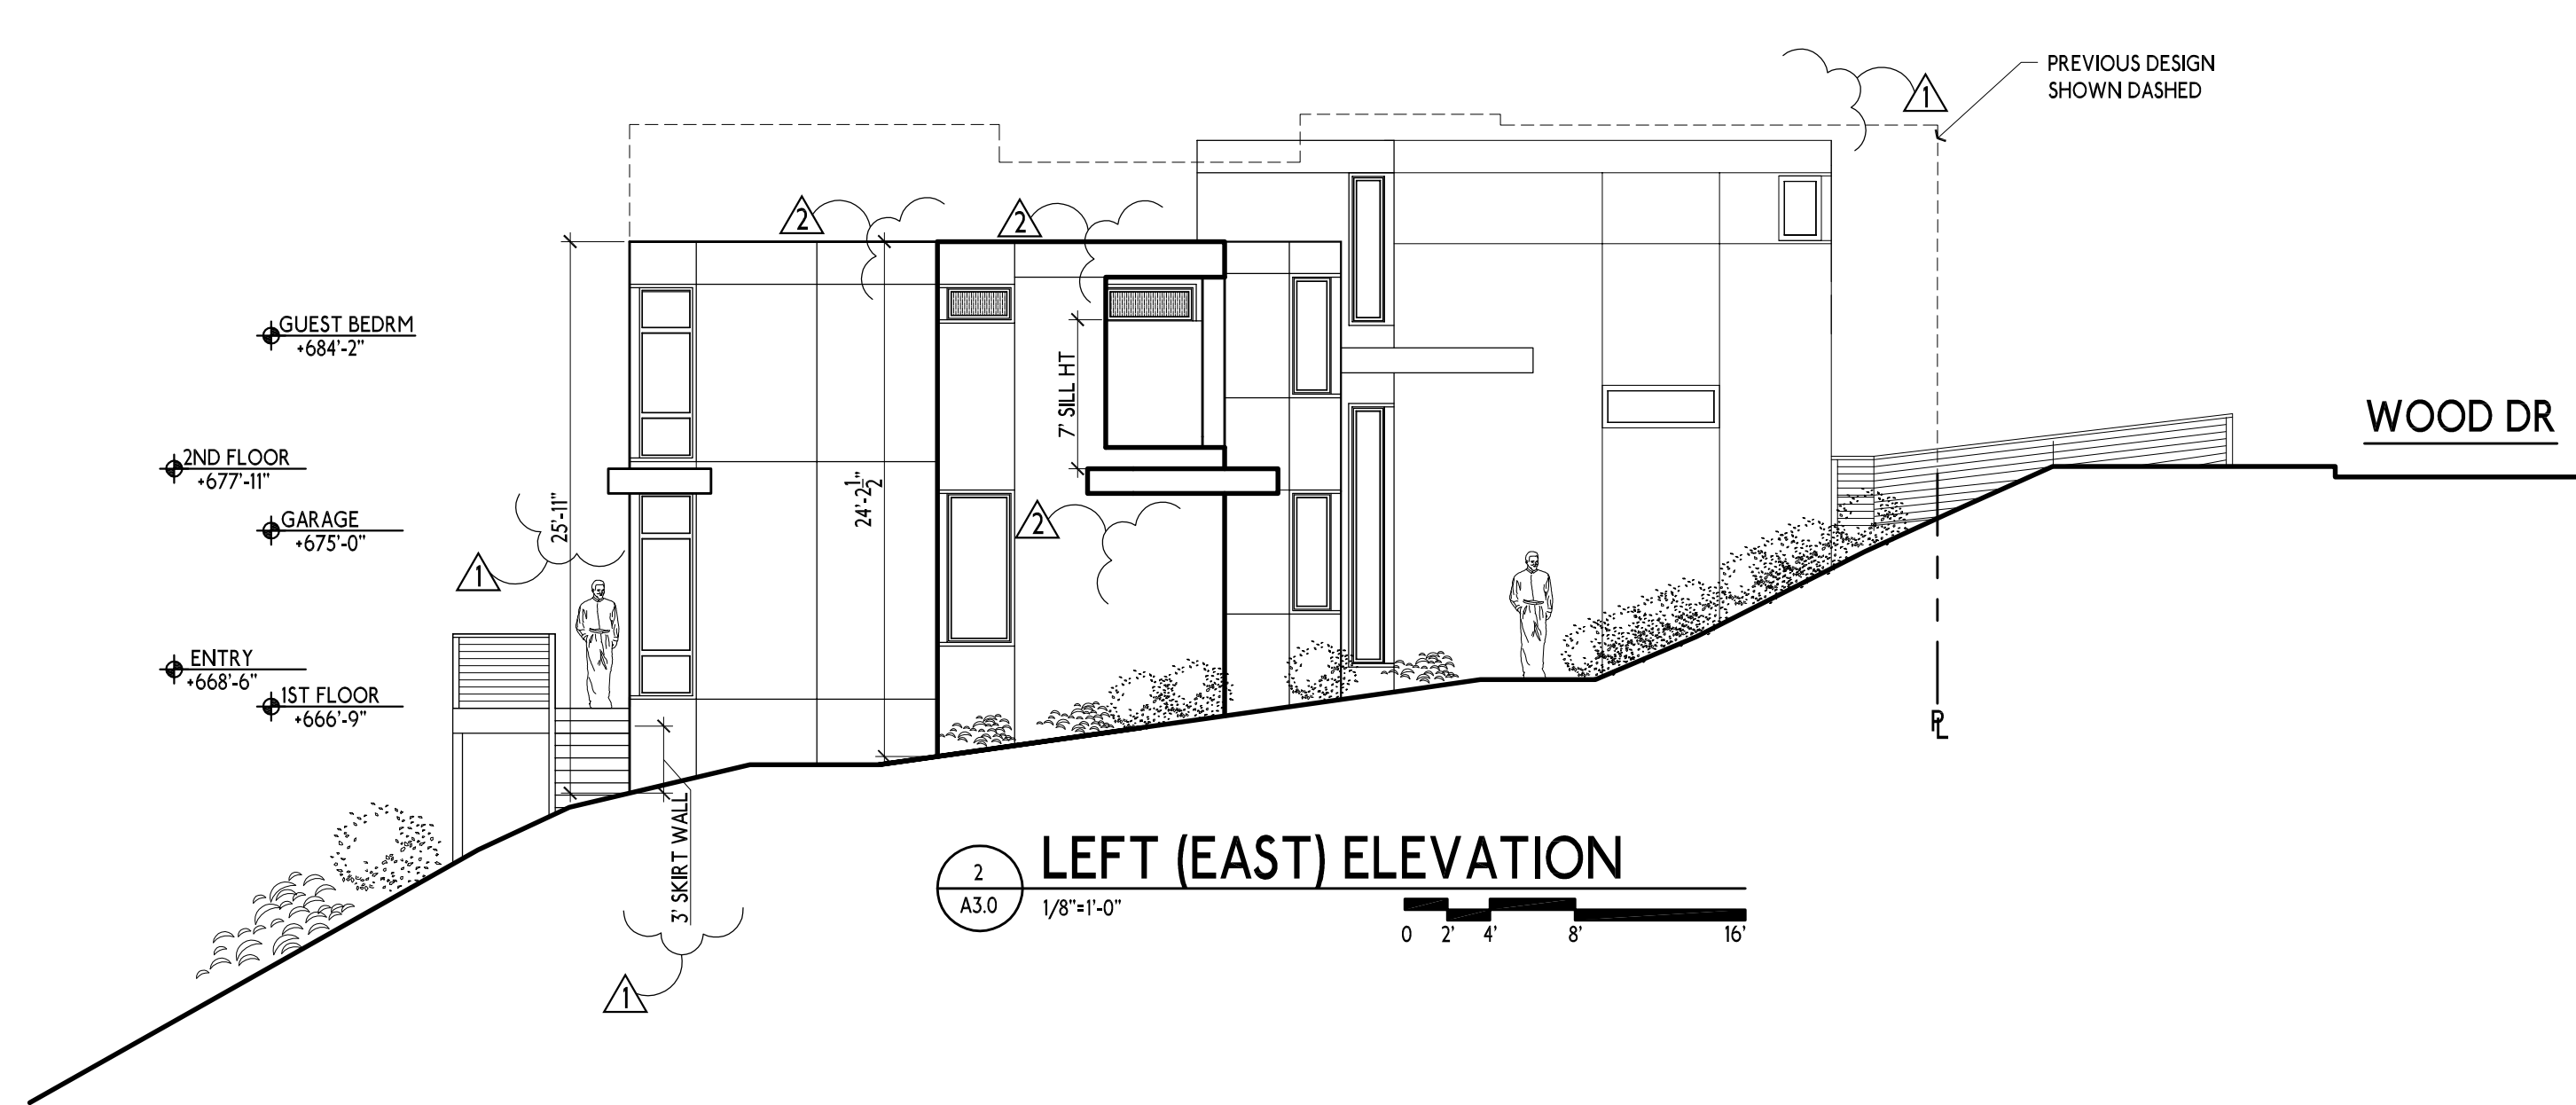 PREVIOUS DESIGN
SHOWN DASHED
1
2
2
GUEST BEDRM
+684'-2"
7' SILL HT
WOOD DR
2ND FLOOR
+677'-11"
25'-11"
24'-2 1/2"
GARAGE
+675'-0"
2
1
ENTRY
+668'-6"
1ST FLOOR
+666'-9"
PL
3' SKIRT WALL
2
A3.0
LEFT (EAST) ELEVATION
1/8"=1'-0"
0 2' 4' 8' 16'
1